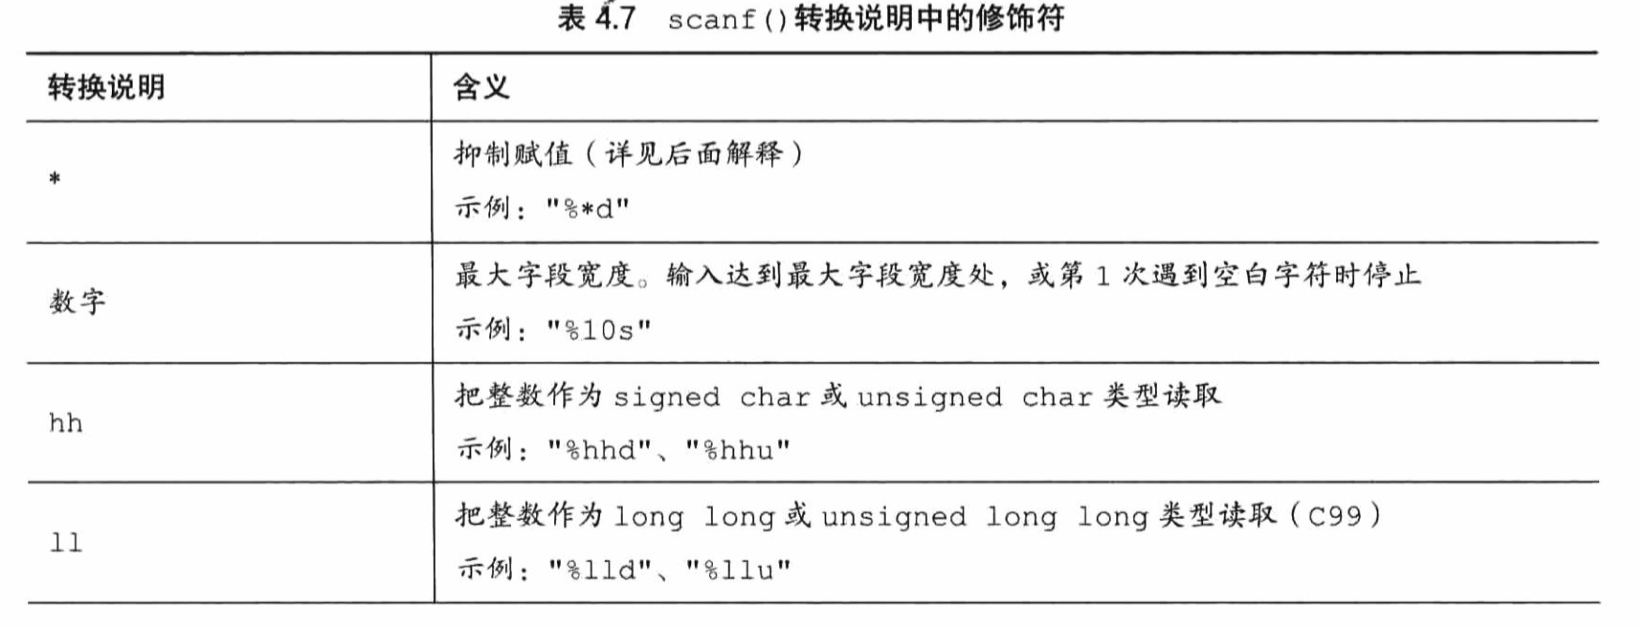 表 4.7 scanf()转换说明中的修饰符
转换说明 含义
* 抑制赋值（详见后面解释）
示例："%*d"
数字 最大字段宽度。输入达到最大字段宽度处，或第 1 次遇到空白字符时停止
示例："%10s"
hh 把整数作为 signed char 或 unsigned char 类型读取
示例："%hhd"、"%hhu"
ll 把整数作为 long long 或 unsigned long long 类型读取（C99）
示例："%lld"、"%llu"